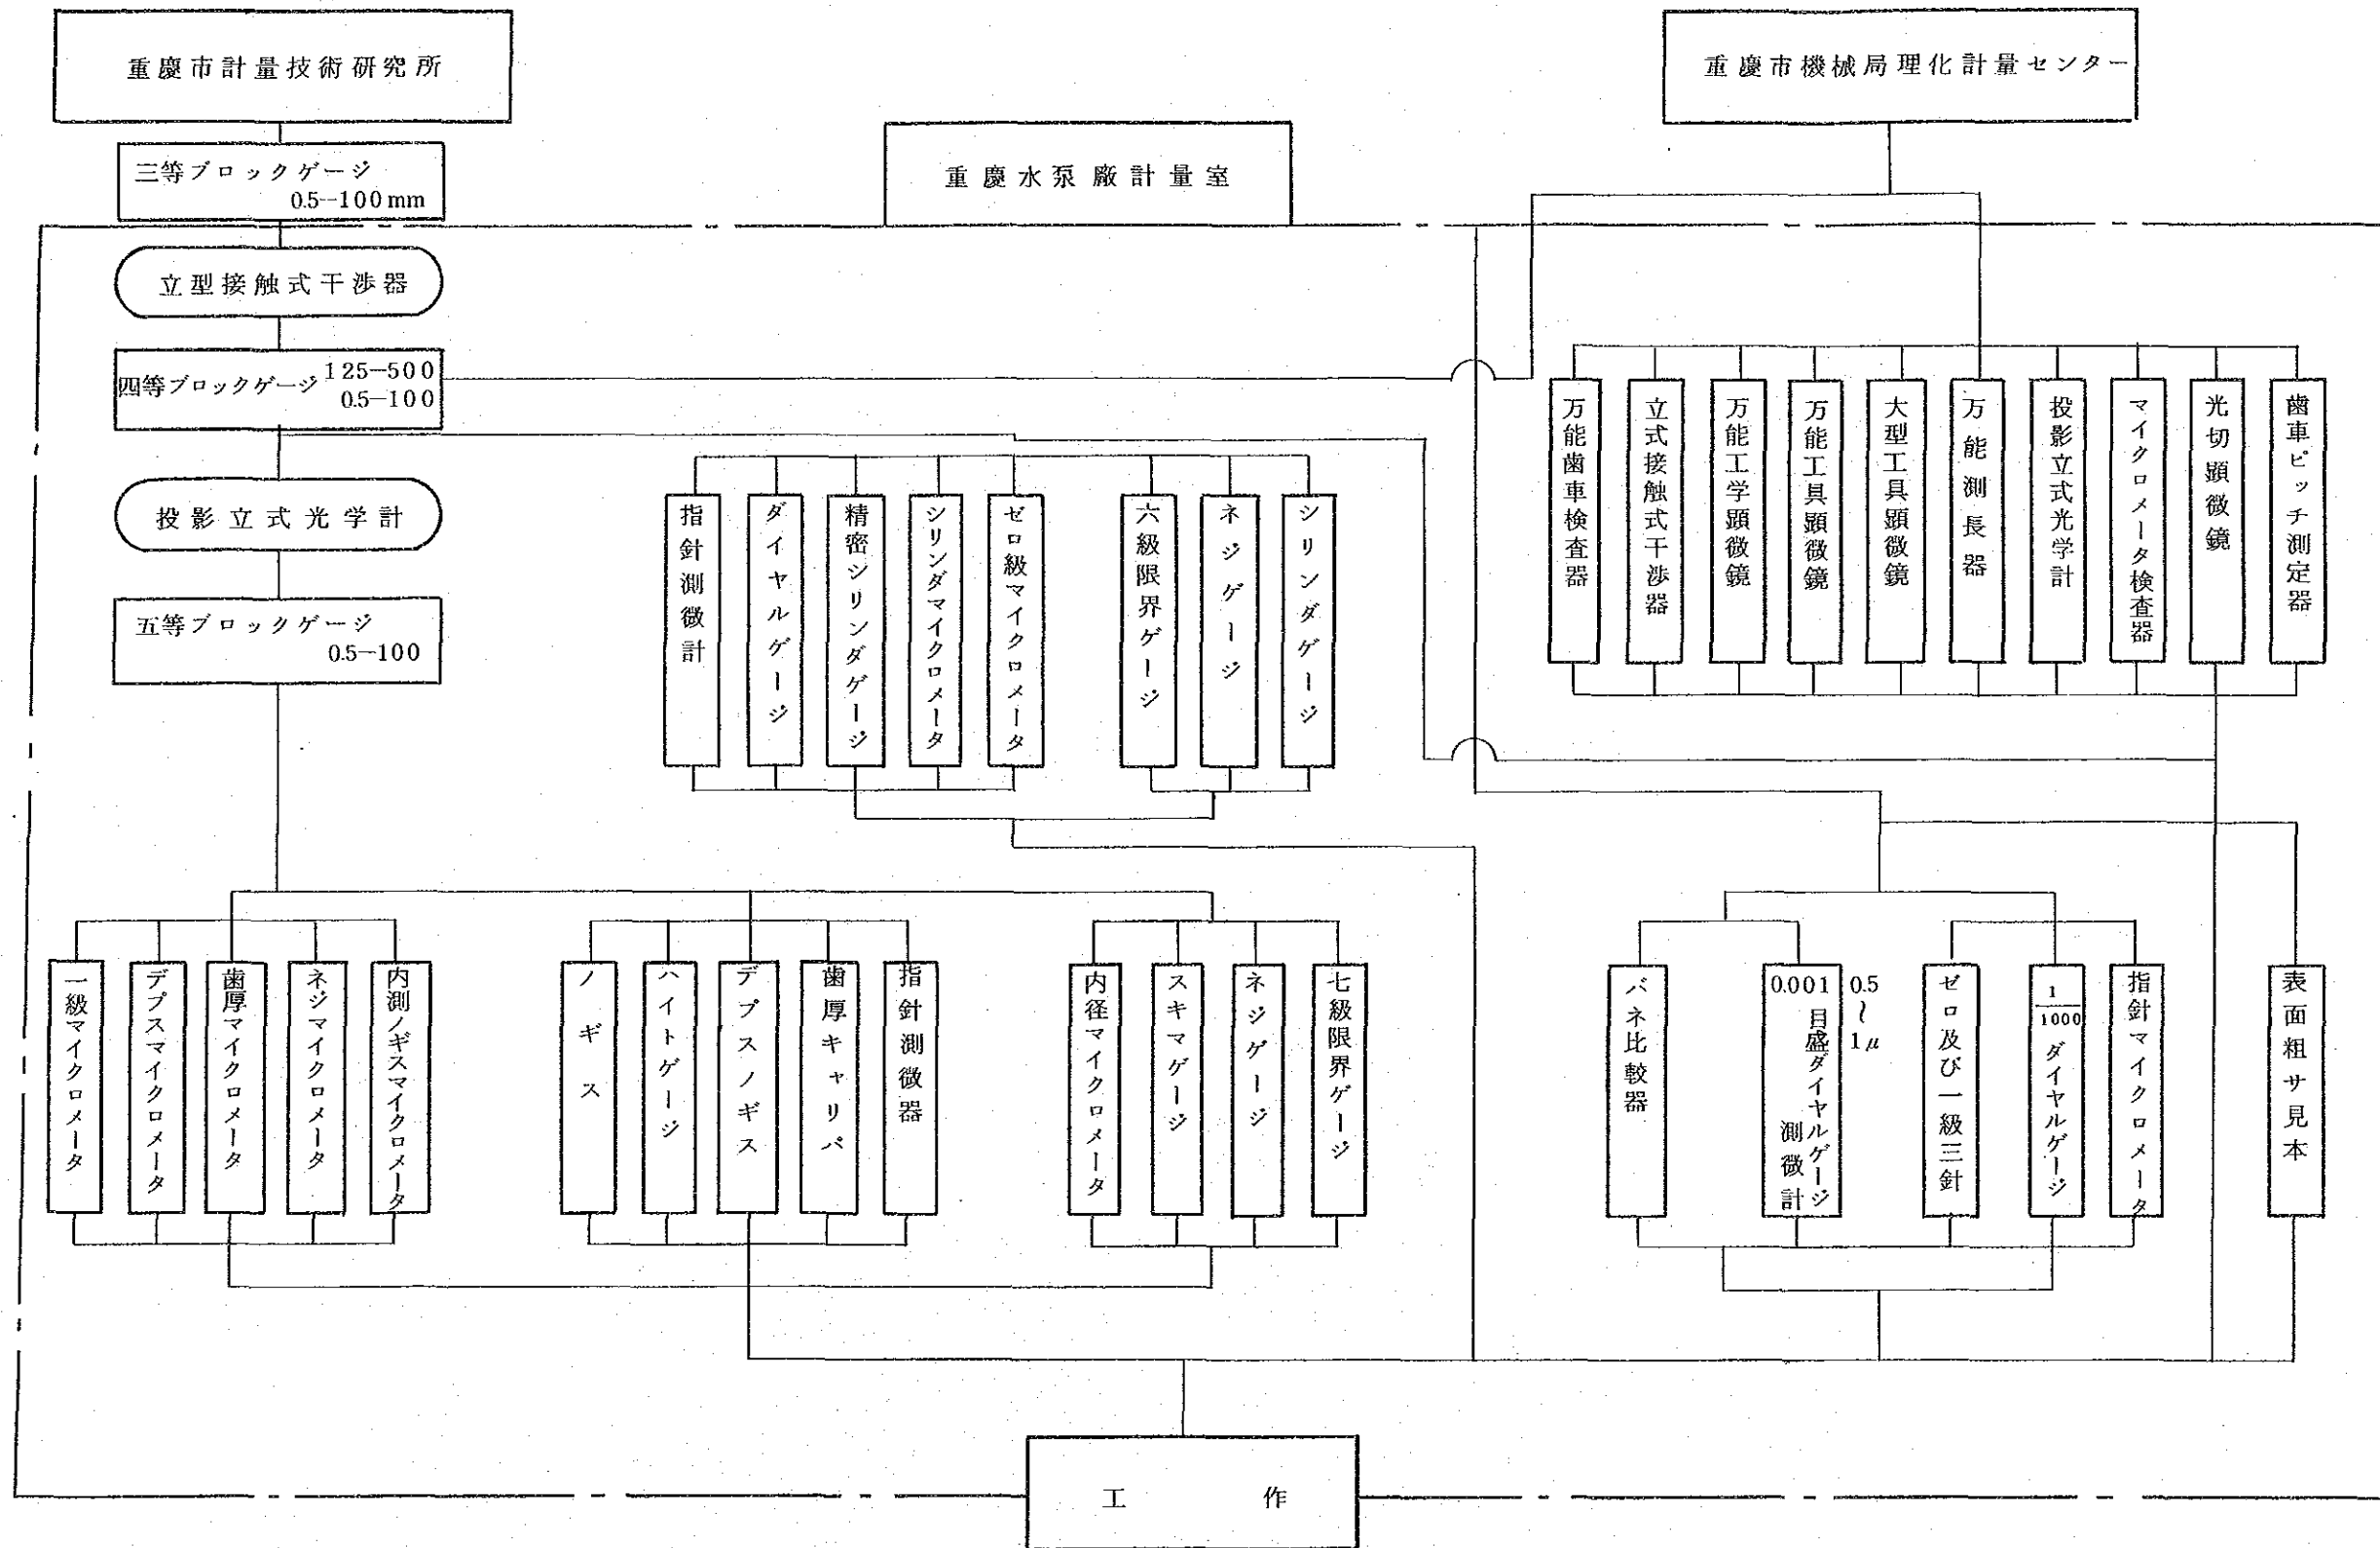 重慶市計量技術研究所
重慶市機械局理化計量センター
三等ブロックゲージ
0.5-100mm
重慶水泵廠計量室
立型接触式干渉器
四等ブロックゲージ
125-500
0.5-100
投影立式光学計
五等ブロックゲージ
0.5-100
指針測微計
ダイヤルゲージ
精密シリンダゲージ
シリンダマイクロメータ
ゼロ級マイクロメータ
六級限界ゲージ
ネジゲージ
シリンダゲージ
万能歯車検査器
立式接触式干渉器
万能工学顕微鏡
万能工具顕微鏡
大型工具顕微鏡
万能測長器
投影立式光学計
マイクロメータ検査器
光切顕微鏡
歯車ピッチ測定器
一級マイクロメータ
デプスマイクロメータ
歯厚マイクロメータ
ネジマイクロメータ
内測ノギスマイクロメータ
ノギス
ハイトゲージ
デプスノギス
歯厚キャリパ
指針測微器
内径マイクロメータ
スキマゲージ
ネジゲージ
七級限界ゲージ
バネ比較器
0.001
目盛ダイヤルゲージ
測微計
0.5
~
1μ
ゼロ及び一級三針
1/1000
ダイヤルゲージ
指針マイクロメータ
表面粗サ見本
工作